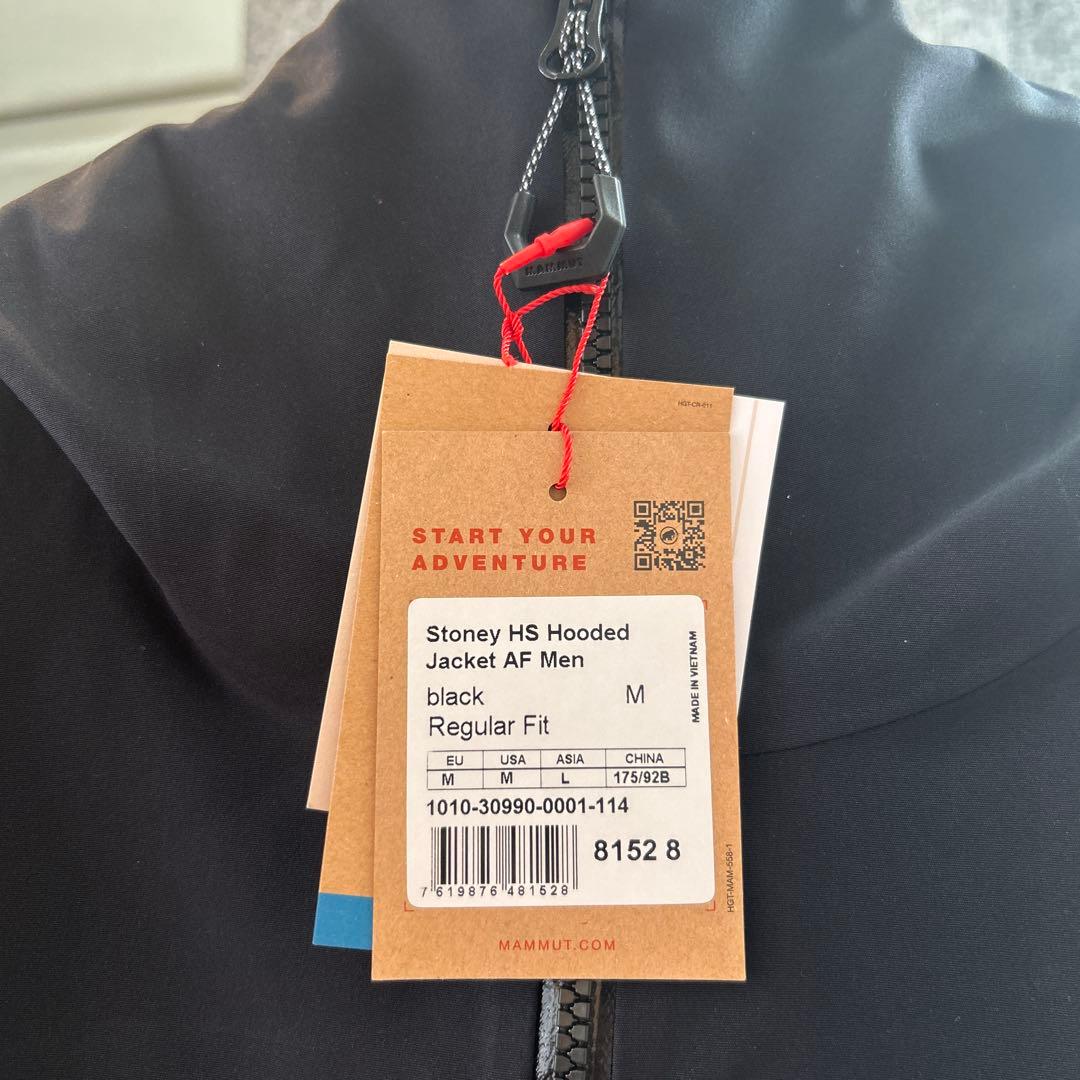 MAMMUT
HGT-CR-011
START YOUR
ADVENTURE
Stoney HS Hooded
Jacket AF Men
black M
Regular Fit
MADE IN VIETNAM
EU USA ASIA CHINA
M M L 175/92B
1010-30990-0001-114
8152 8
7 619876 481528
HGT-MAM-558-1
MAMMUT.COM